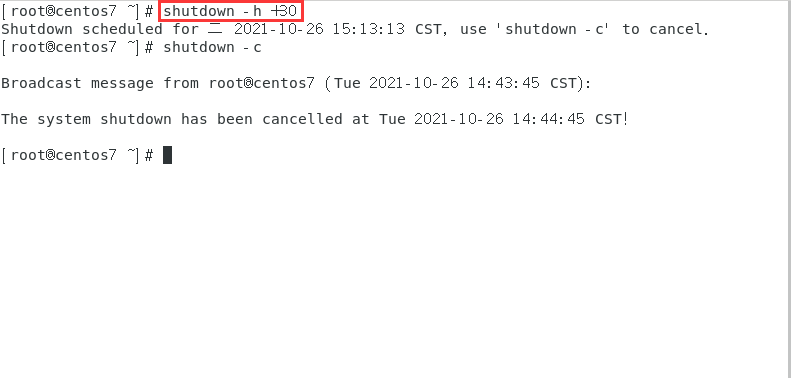 [root@centos7 ~]# shutdown -h +30
Shutdown scheduled for 二 2021-10-26 15:13:13 CST, use 'shutdown -c' to cancel.
[root@centos7 ~]# shutdown -c
Broadcast message from root@centos7 (Tue 2021-10-26 14:43:45 CST):
The system shutdown has been cancelled at Tue 2021-10-26 14:44:45 CST!
[root@centos7 ~]#